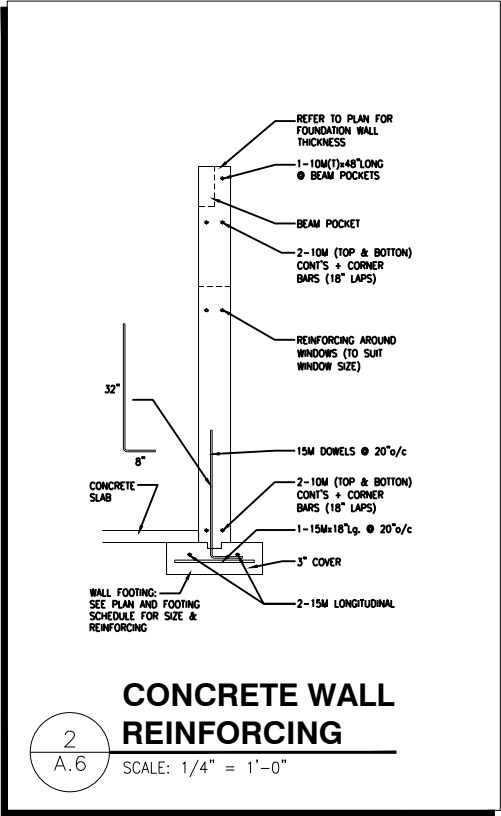 REFER TO PLAN FOR
FOUNDATION WALL
THICKNESS
1-10M(T)x48"LONG
@ BEAM POCKETS
BEAM POCKET
2-10M (TOP & BOTTON)
CONT'S + CORNER
BARS (18" LAPS)
REINFORCING AROUND
WINDOWS (TO SUIT
WINDOW SIZE)
32"
8"
15M DOWELS @ 20"o/c
CONCRETE
SLAB
2-10M (TOP & BOTTON)
CONT'S + CORNER
BARS (18" LAPS)
1-15Mx18"Lg. @ 20"o/c
3" COVER
WALL FOOTING:
SEE PLAN AND FOOTING
SCHEDULE FOR SIZE &
REINFORCING
2-15M LONGITUDINAL
CONCRETE WALL
REINFORCING
2
A.6
SCALE: 1/4" = 1'-0"